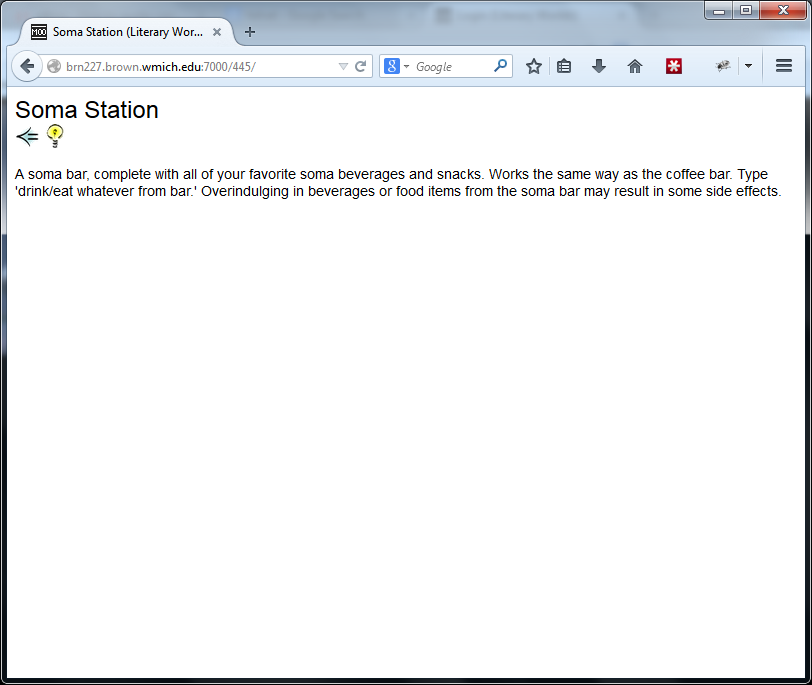 M00 Soma Station (Literary Wor...
brn227.brown.wmich.edu:7000/445/
8 Google
Soma Station
A soma bar, complete with all of your favorite soma beverages and snacks. Works the same way as the coffee bar. Type
'drink/eat whatever from bar.' Overindulging in beverages or food items from the soma bar may result in some side effects.